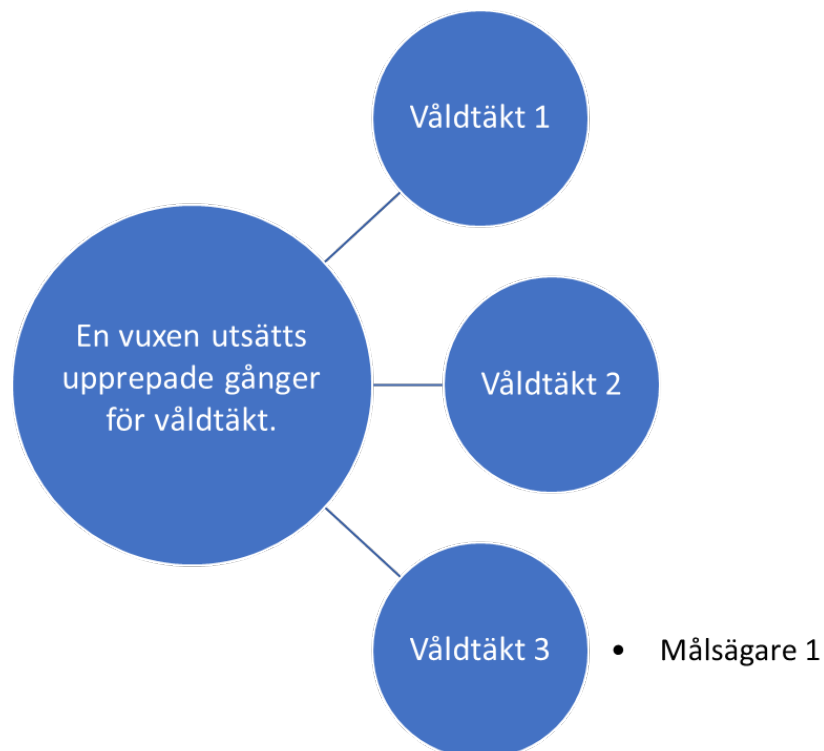 Våldtäkt 1
En vuxen utsätts
upprepade gånger
för våldtäkt.
Våldtäkt 2
Våldtäkt 3
• Målsägare 1